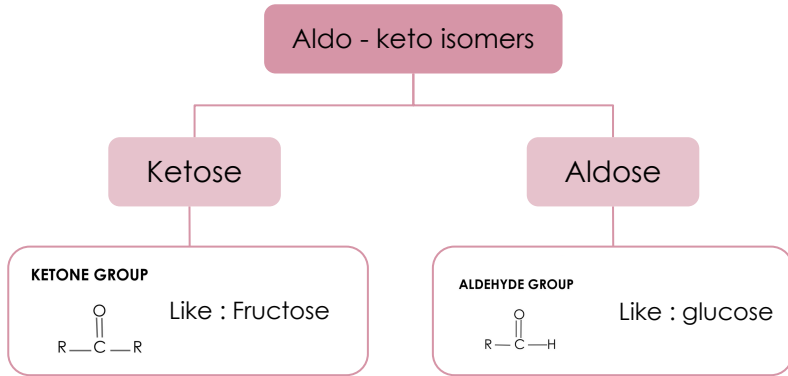 Aldo - keto isomers
Ketose
Aldose
KETONE GROUP
O
R C R
Like : Fructose
ALDEHYDE GROUP
O
R C H
Like : glucose